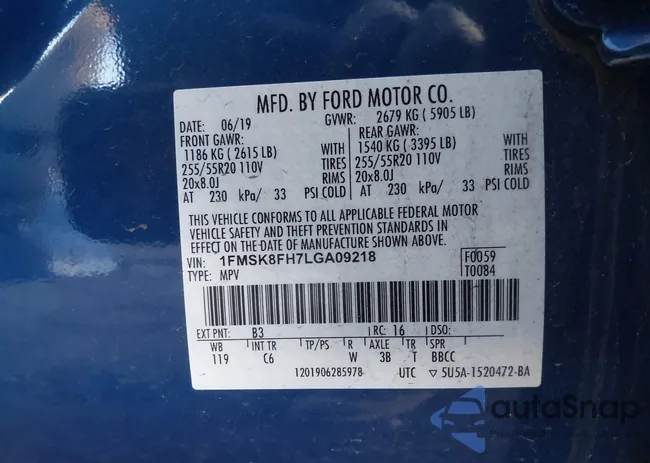 MFD. BY FORD MOTOR CO.
DATE: 06/19 GVWR: 2679 KG ( 5905 LB)
FRONT GAWR: REAR GAWR:
1186 KG ( 2615 LB) WITH 1540 KG ( 3395 LB) WITH
255/55R20 110V TIRES 255/55R20 110V TIRES
20x8.0J RIMS 20x8.0J RIMS
AT 230 kPa/ 33 PSI COLD AT 230 kPa/ 33 PSI COLD
THIS VEHICLE CONFORMS TO ALL APPLICABLE FEDERAL MOTOR
VEHICLE SAFETY AND THEFT PREVENTION STANDARDS IN
EFFECT ON THE DATE OF MANUFACTURE SHOWN ABOVE.
VIN: 1FMSK8FH7LGA09218 F0059
TYPE: MPV T0084
EXT PNT: B3 RC: 16 DSO:
WB INT TR TP/PS R AXLE TR SPR
119 C6 W 3B T BBCC
1201906285978 UTC ▽ 5U5A-1520472-BA
autoSnap